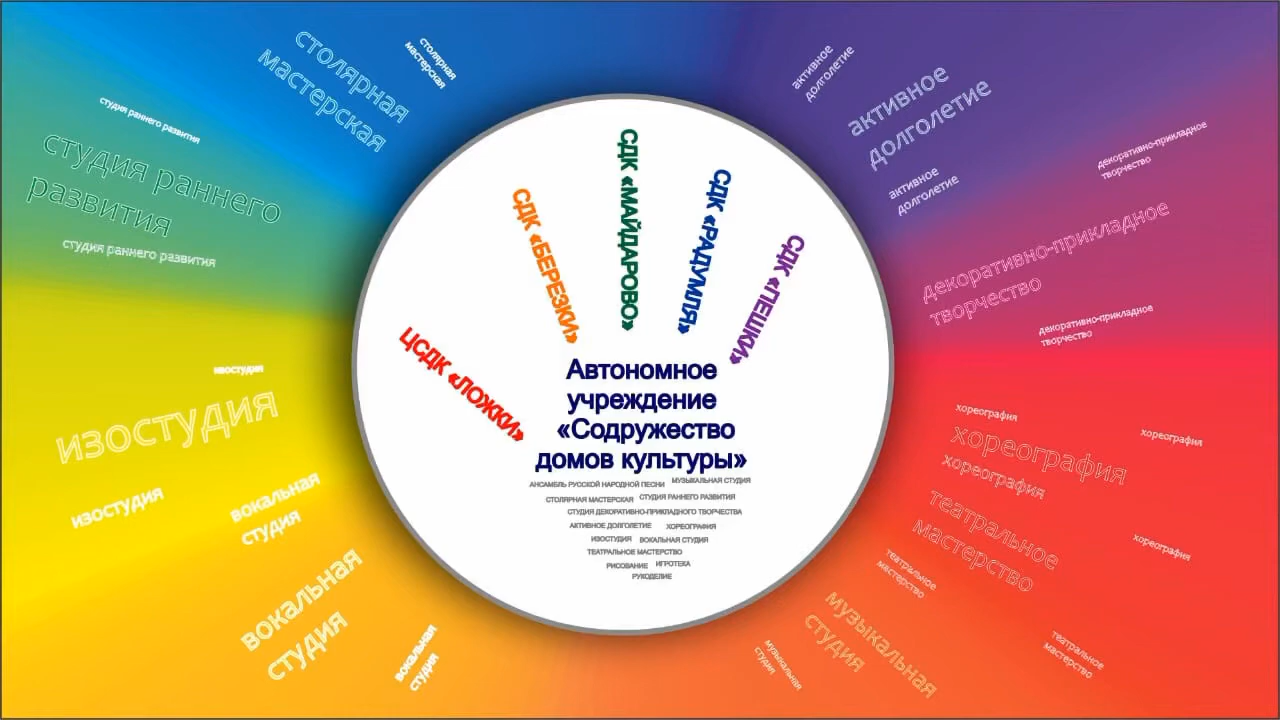 столярная
мастерская
столярная
мастерская
студия раннего развития
студия раннего
развития
студия раннего развития
изостудия
изостудия
изостудия
вокальная
студия
вокальная
студия
вокальная
студия
ЦСДК «ЛОЖКИ»
СДК «БЕРЕЗКИ»
СДК «МАЙДАРОВО»
СДК «РАДУМЛЯ»
СДК «ПЕШКИ»
Автономное
учреждение
«Содружество
домов культуры»
АНСАМБЛЬ РУССКОЙ НАРОДНОЙ ПЕСНИ МУЗЫКАЛЬНАЯ СТУДИЯ
СТОЛЯРНАЯ МАСТЕРСКАЯ СТУДИЯ РАННЕГО РАЗВИТИЯ
СТУДИЯ ДЕКОРАТИВНО-ПРИКЛАДНОГО ТВОРЧЕСТВА
АКТИВНОЕ ДОЛГОЛЕТИЕ ХОРЕОГРАФИЯ
ИЗОСТУДИЯ ВОКАЛЬНАЯ СТУДИЯ
ТЕАТРАЛЬНОЕ МАСТЕРСТВО
РИСОВАНИЕ ИГРОТЕКА
РУКОДЕЛИЕ
активное
долголетие
активное
долголетие
активное
долголетие
декоративно-прикладное
творчество
декоративно-прикладное
творчество
декоративно-прикладное
творчество
хореография
хореография
хореография
хореография
хореография
театральное
мастерство
театральное
мастерство
театральное
мастерство
музыкальная
студия
музыкальная
студия